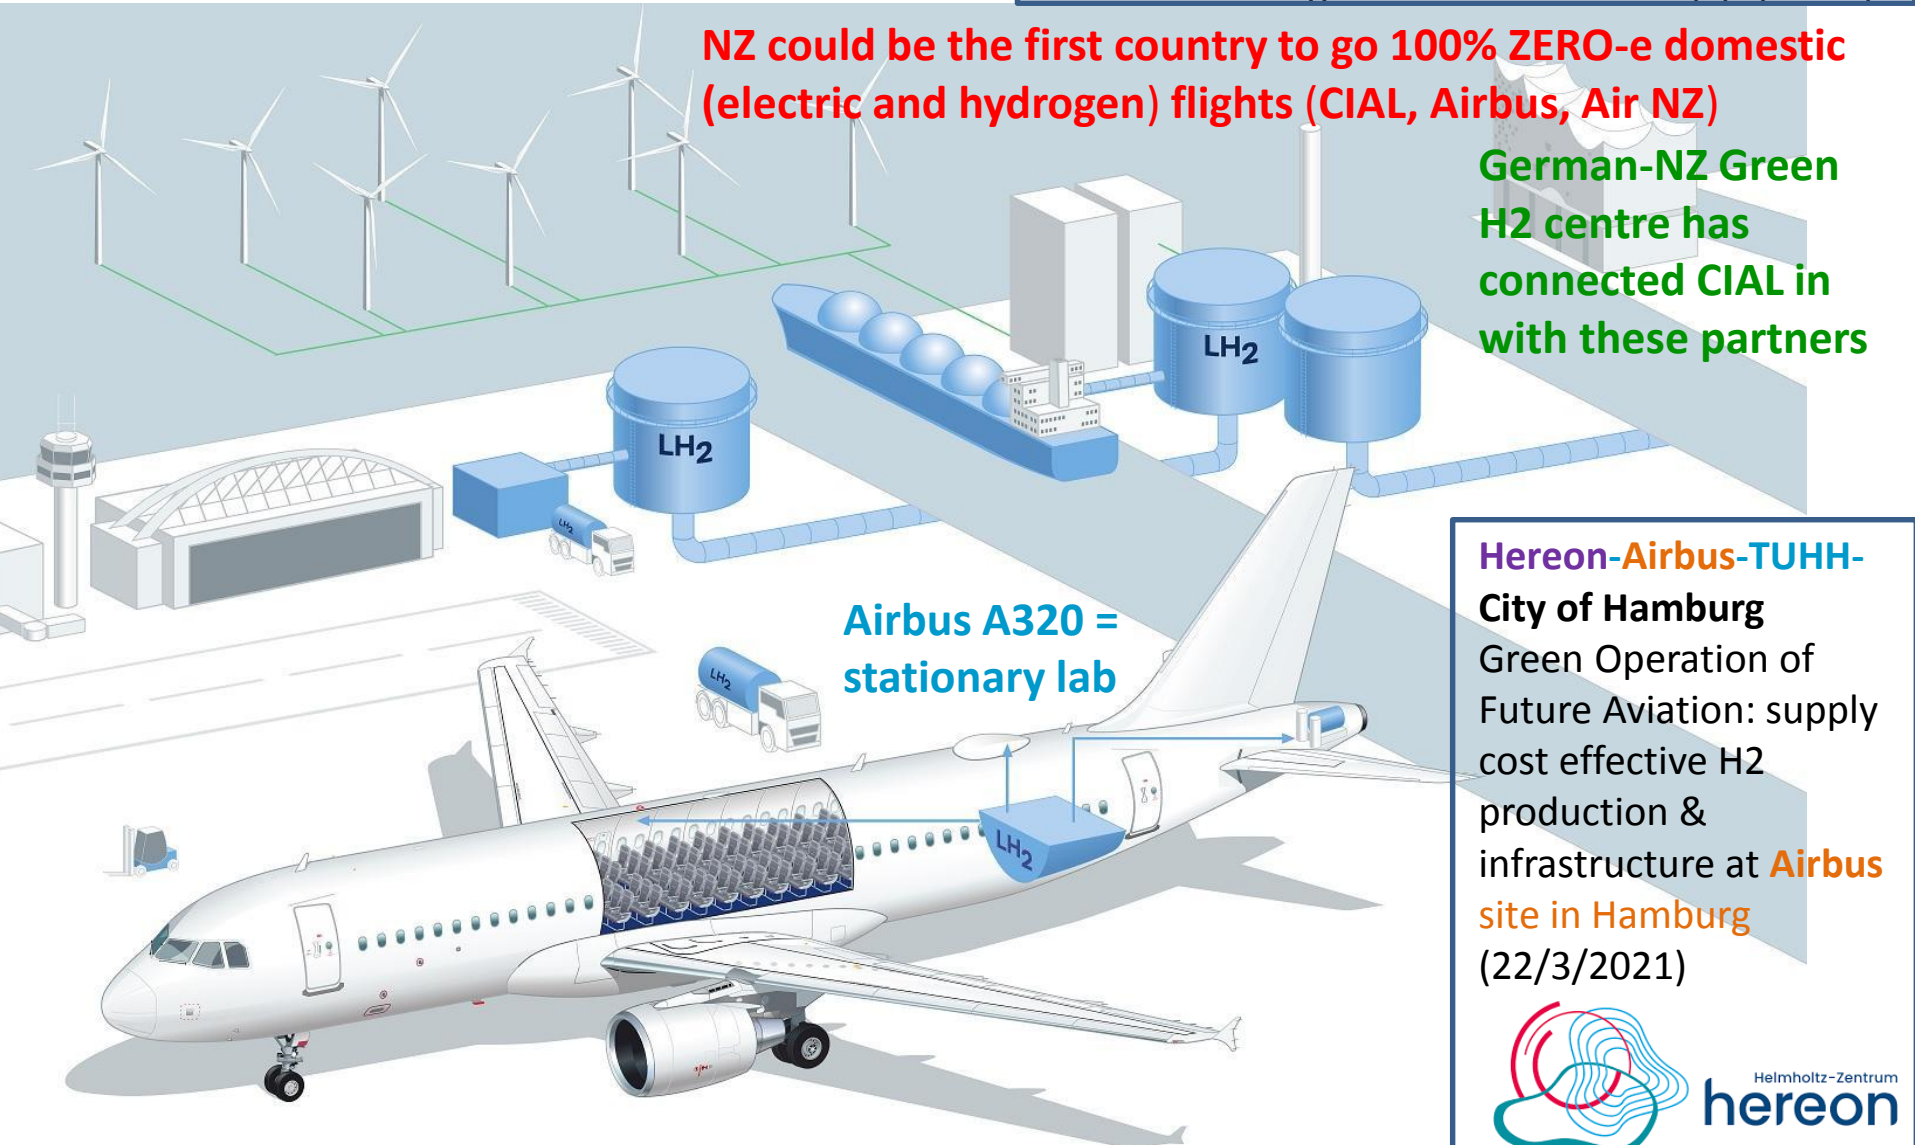 NZ could be the first country to go 100% ZERO-e domestic
(electric and hydrogen) flights (CIAL, Airbus, Air NZ)
German-NZ Green
H2 centre has
connected CIAL in
with these partners
LH2
LH2
LH2
LH2
Airbus A320 =
stationary lab
LH2
Hereon-Airbus-TUHH-
City of Hamburg
Green Operation of
Future Aviation: supply
cost effective H2
production &
infrastructure at Airbus
site in Hamburg
(22/3/2021)
Helmholtz-Zentrum
hereon